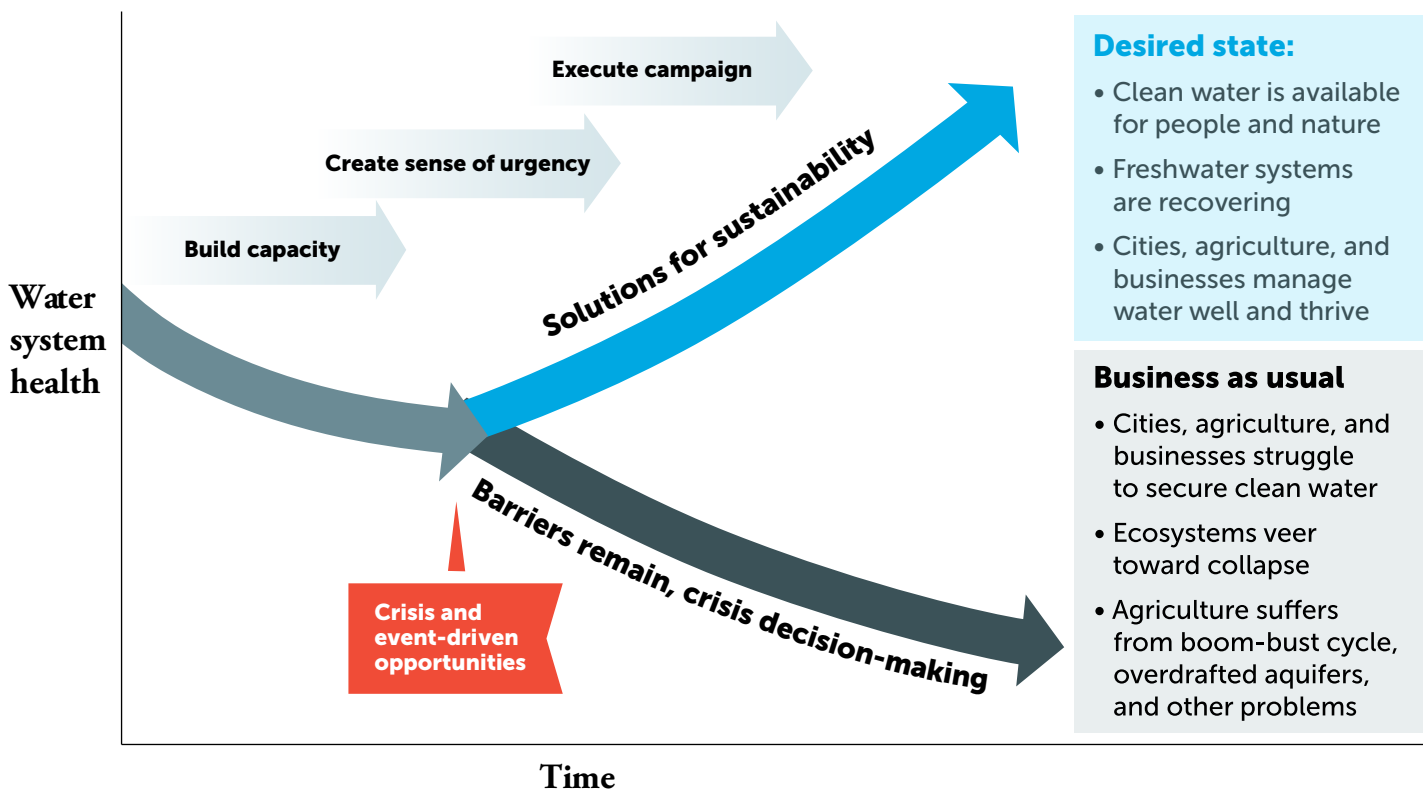 Execute campaign
Create sense of urgency
Build capacity
Water
system
health
Solutions for sustainability
Barriers remain, crisis decision-making
Crisis and
event-driven
opportunities
Time
Desired state:
• Clean water is available
for people and nature
• Freshwater systems
are recovering
• Cities, agriculture, and
businesses manage
water well and thrive
Business as usual
• Cities, agriculture, and
businesses struggle
to secure clean water
• Ecosystems veer
toward collapse
• Agriculture suffers
from boom-bust cycle,
overdrafted aquifers,
and other problems